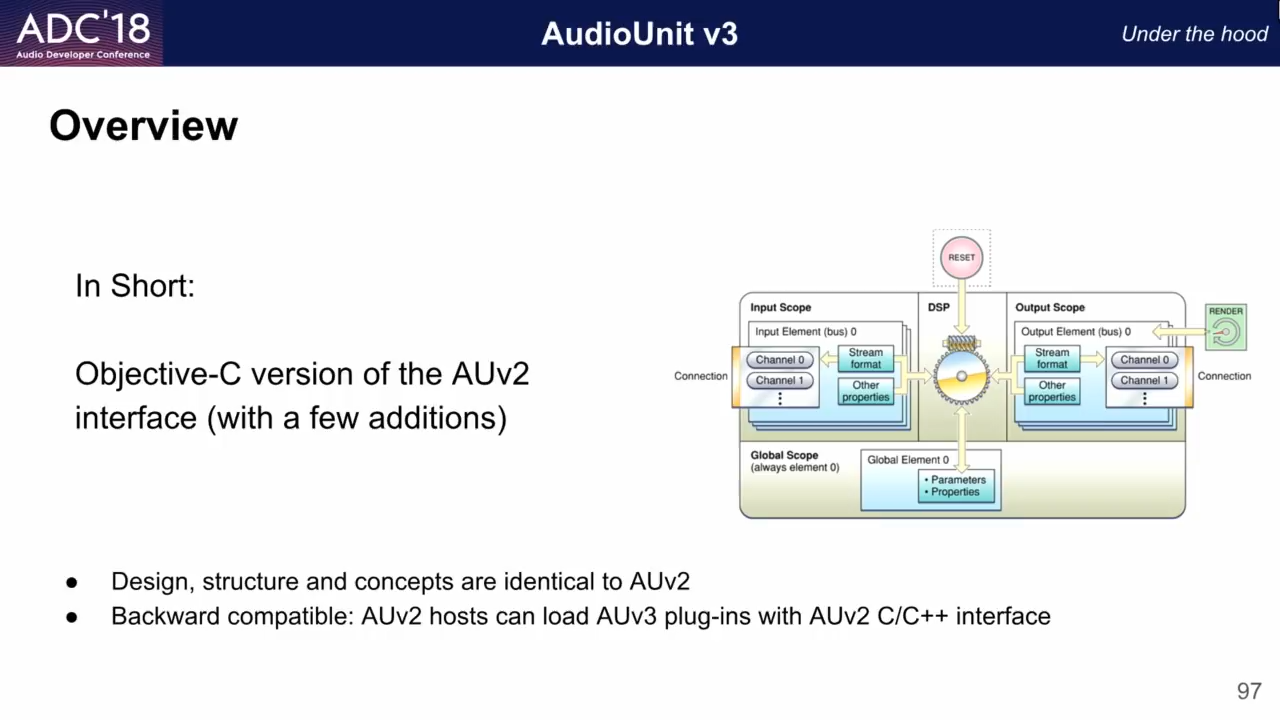 ADC'18
Audio Developer Conference
AudioUnit v3
Under the hood
Overview
In Short:
Objective-C version of the AUv2
interface (with a few additions)
RESET
Input Scope
DSP
Output Scope
RENDER
Input Element (bus) 0
Output Element (bus) 0
Connection
Channel 0
Channel 1
Stream
format
Other
properties
Stream
format
Other
properties
Channel 0
Channel 1
Connection
Global Scope
(always element 0)
Global Element 0
• Parameters
• Properties
● Design, structure and concepts are identical to AUv2
● Backward compatible: AUv2 hosts can load AUv3 plug-ins with AUv2 C/C++ interface
97